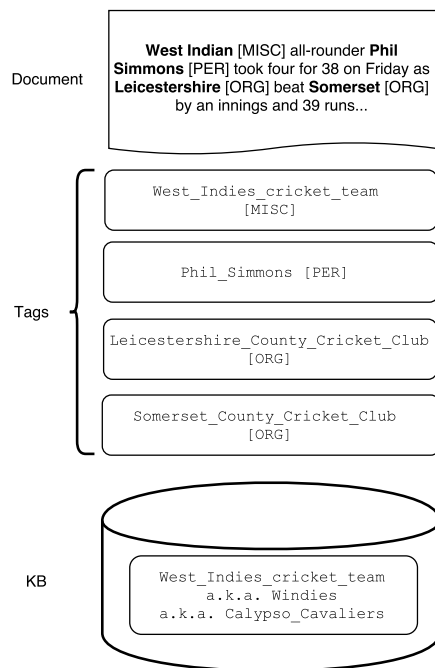 Document
West Indian [MISC] all-rounder Phil
Simmons [PER] took four for 38 on Friday as
Leicestershire [ORG] beat Somerset [ORG]
by an innings and 39 runs...
Tags
West_Indies_cricket_team
[MISC]
Phil_Simmons [PER]
Leicestershire_County_Cricket_Club
[ORG]
Somerset_County_Cricket_Club
[ORG]
KB
West_Indies_cricket_team
a.k.a. Windies
a.k.a. Calypso_Cavaliers